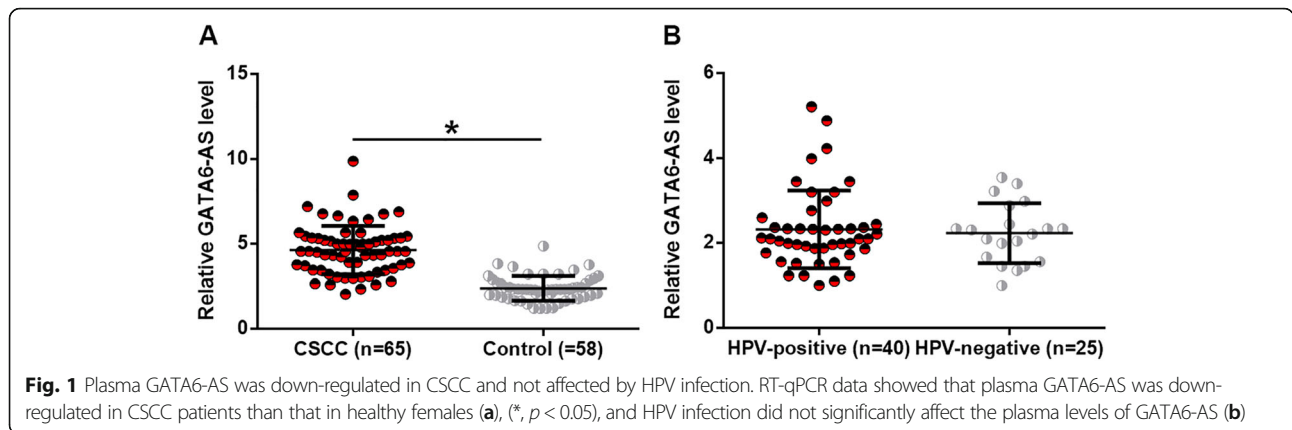 A
B
Relative GATA6-AS level
15
10
5
0
*
CSCC (n=65) Control (=58)
Relative GATA6-AS level
6
4
2
0
HPV-positive (n=40) HPV-negative (n=25)
Fig. 1 Plasma GATA6-AS was down-regulated in CSCC and not affected by HPV infection. RT-qPCR data showed that plasma GATA6-AS was down-
regulated in CSCC patients than that in healthy females (a), (*, p < 0.05), and HPV infection did not significantly affect the plasma levels of GATA6-AS (b)